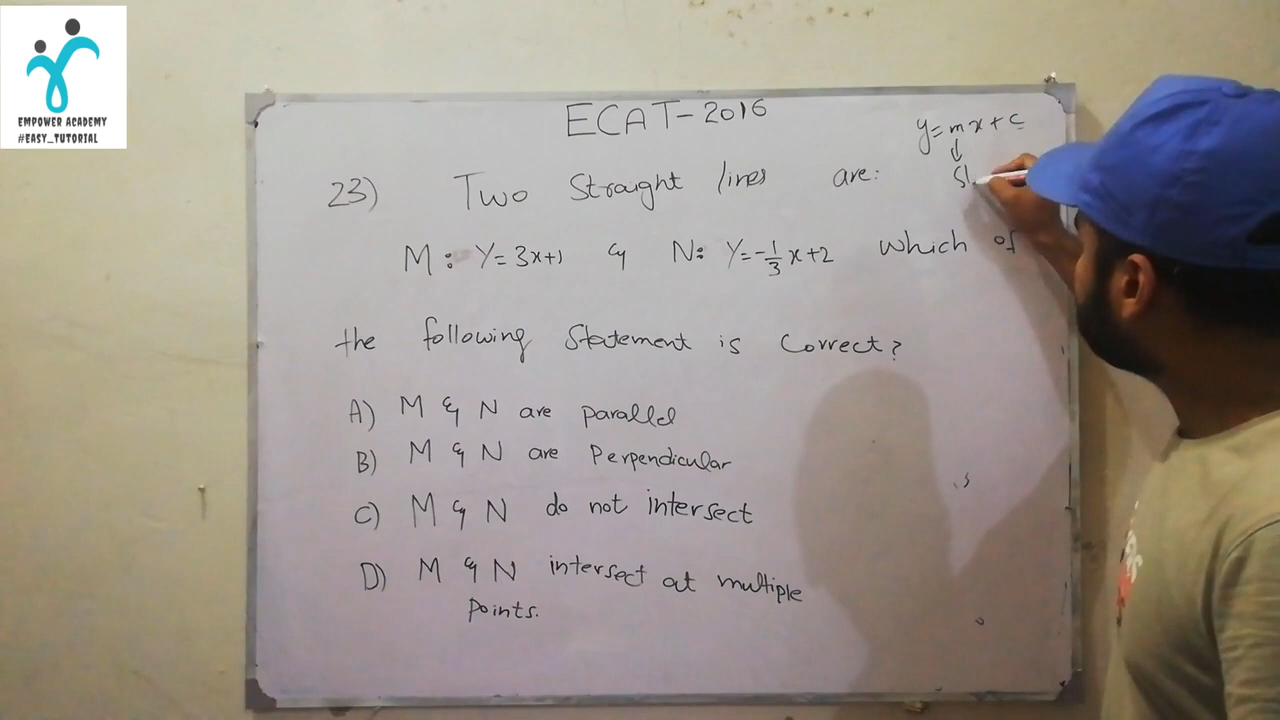 EMPOWER ACADEMY
#EASY_TUTORIAL
ECAT-2016
y=mx+c
↓
Sl
23) Two Straight lines are:
M: Y=3x+1 & N: Y=-1/3x+2 which of
the following Statement is Correct?
A) M & N are parallel
B) M & N are Perpendicular
C) M & N do not intersect
D) M & N intersect at multiple
points.